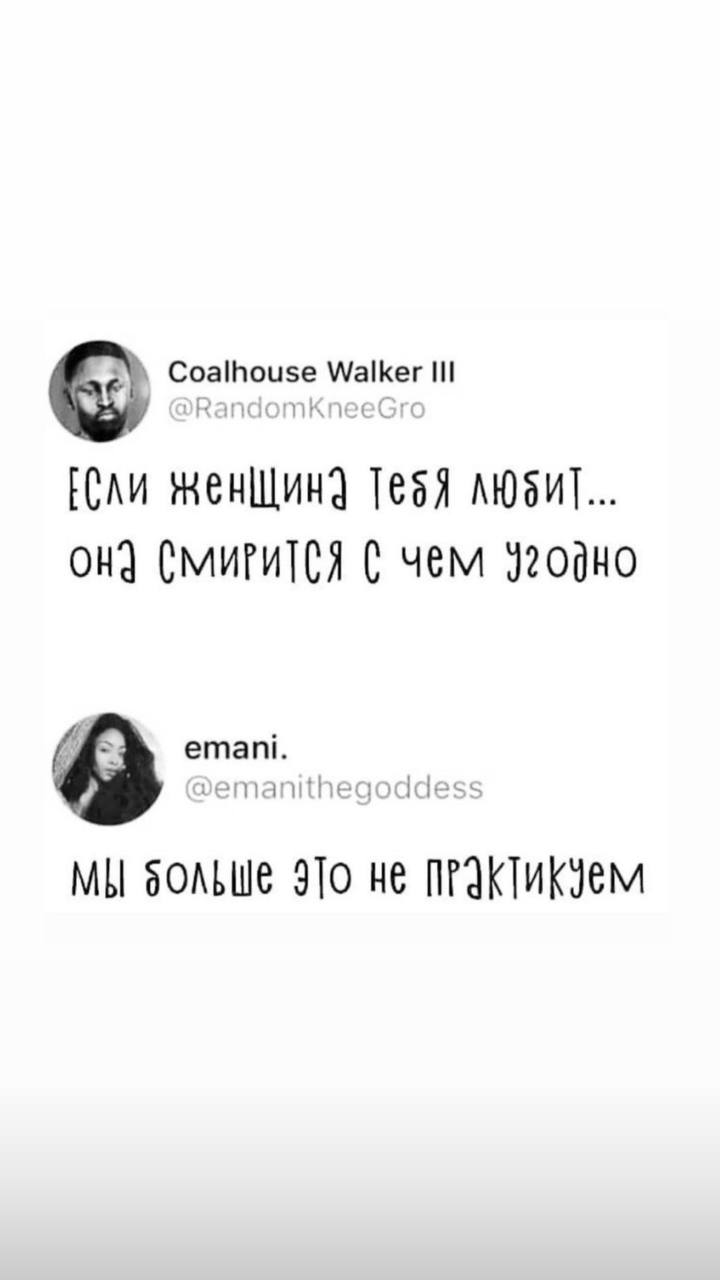 Coalhouse Walker III
@RandomKneeGro
Если женщина тебя любит...
она смирится с чем угодно
emani.
@emanithegoddess
мы больше это не практикуем